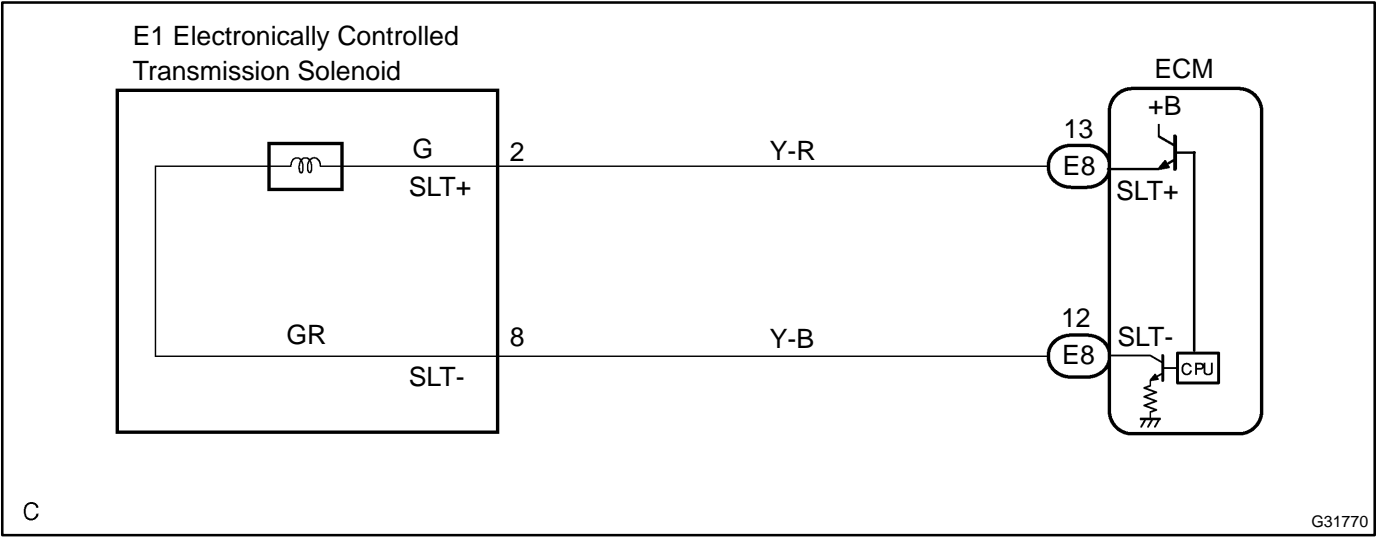 E1 Electronically Controlled
Transmission Solenoid
ECM
+B
13
G
2
Y-R
E8
SLT+
SLT+
12
GR
8
Y-B
SLT-
E8
CPU
SLT-
C
G31770